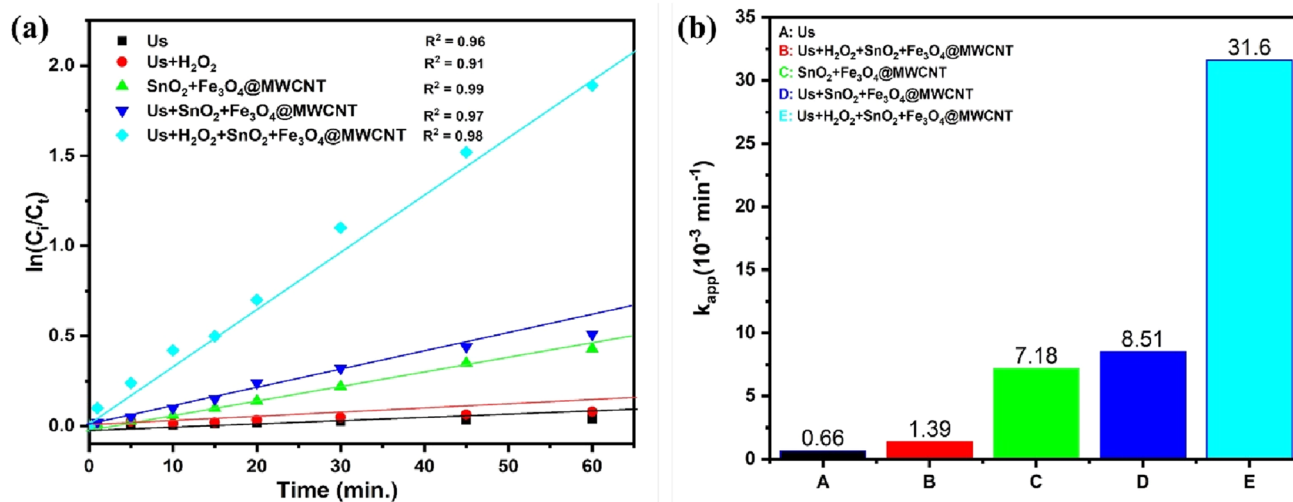 (a)
Us R² = 0.96
Us+H₂O₂ R² = 0.91
SnO₂+Fe₃O₄@MWCNT R² = 0.99
Us+SnO₂+Fe₃O₄@MWCNT R² = 0.97
Us+H₂O₂+SnO₂+Fe₃O₄@MWCNT R² = 0.98
ln(Cᵢ/Cₜ)
2.0
1.5
1.0
0.5
0.0
0 10 20 30 40 50 60
Time (min.)
(b)
A: Us
B: Us+H₂O₂+SnO₂+Fe₃O₄@MWCNT
C: SnO₂+Fe₃O₄@MWCNT
D: Us+SnO₂+Fe₃O₄@MWCNT
E: Us+H₂O₂+SnO₂+Fe₃O₄@MWCNT
kapp(10⁻³ min⁻¹)
35
30
25
20
15
10
5
0
0.66 1.39 7.18 8.51 31.6
A B C D E